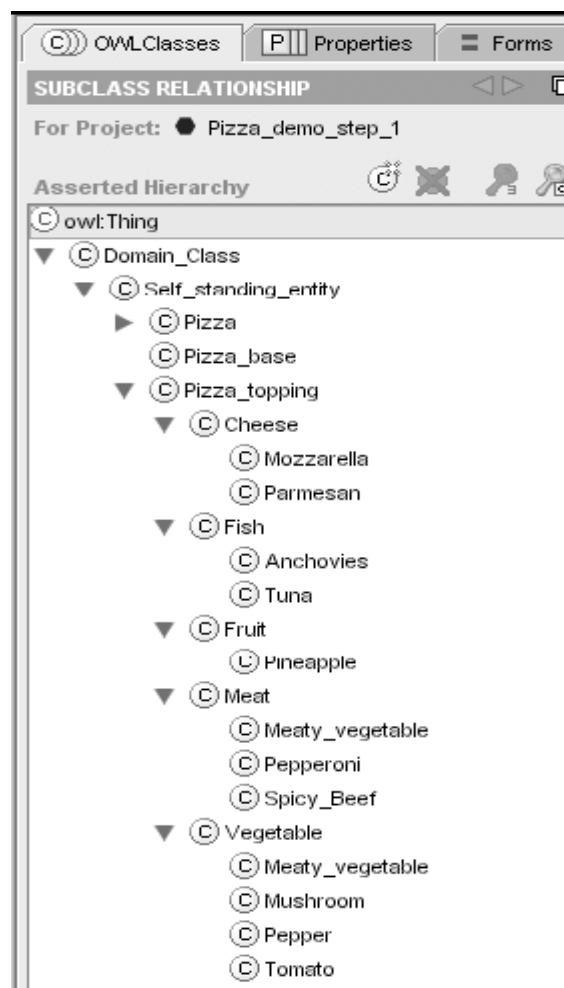 OWLClasses Properties Forms
SUBCLASS RELATIONSHIP
For Project: Pizza_demo_step_1
Asserted Hierarchy
C owl:Thing
C Domain_Class
C Self_standing_entity
C Pizza
C Pizza_base
C Pizza_topping
C Cheese
C Mozzarella
C Parmesan
C Fish
C Anchovies
C Tuna
C Fruit
C Pineapple
C Meat
C Meaty_vegetable
C Pepperoni
C Spicy_Beef
C Vegetable
C Meaty_vegetable
C Mushroom
C Pepper
C Tomato